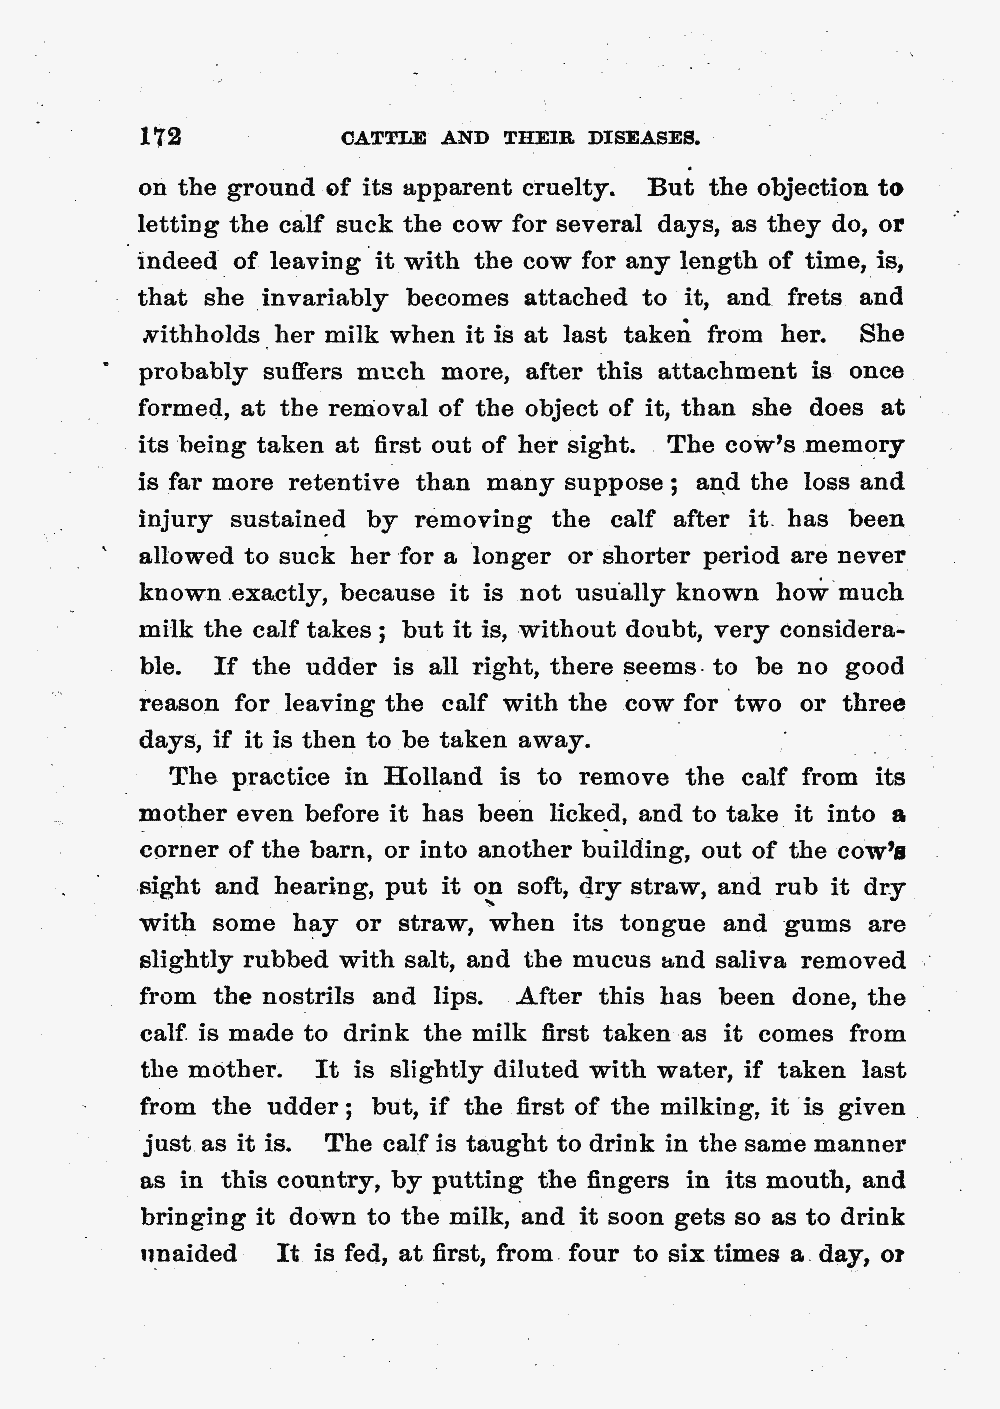 172 CATTLE AND THEIR DISEASES.
on the ground of its apparent cruelty. But the objection to
letting the calf suck the cow for several days, as they do, or
indeed of leaving it with the cow for any length of time, is,
that she invariably becomes attached to it, and frets and
withholds her milk when it is at last taken from her. She
probably suffers much more, after this attachment is once
formed, at the removal of the object of it, than she does at
its being taken at first out of her sight. The cow's memory
is far more retentive than many suppose; and the loss and
injury sustained by removing the calf after it has been
allowed to suck her for a longer or shorter period are never
known exactly, because it is not usually known how much
milk the calf takes; but it is, without doubt, very considera-
ble. If the udder is all right, there seems to be no good
reason for leaving the calf with the cow for two or three
days, if it is then to be taken away.
The practice in Holland is to remove the calf from its
mother even before it has been licked, and to take it into a
corner of the barn, or into another building, out of the cow's
sight and hearing, put it on soft, dry straw, and rub it dry
with some hay or straw, when its tongue and gums are
slightly rubbed with salt, and the mucus and saliva removed
from the nostrils and lips. After this has been done, the
calf is made to drink the milk first taken as it comes from
the mother. It is slightly diluted with water, if taken last
from the udder; but, if the first of the milking, it is given
just as it is. The calf is taught to drink in the same manner
as in this country, by putting the fingers in its mouth, and
bringing it down to the milk, and it soon gets so as to drink
unaided It is fed, at first, from four to six times a day, or